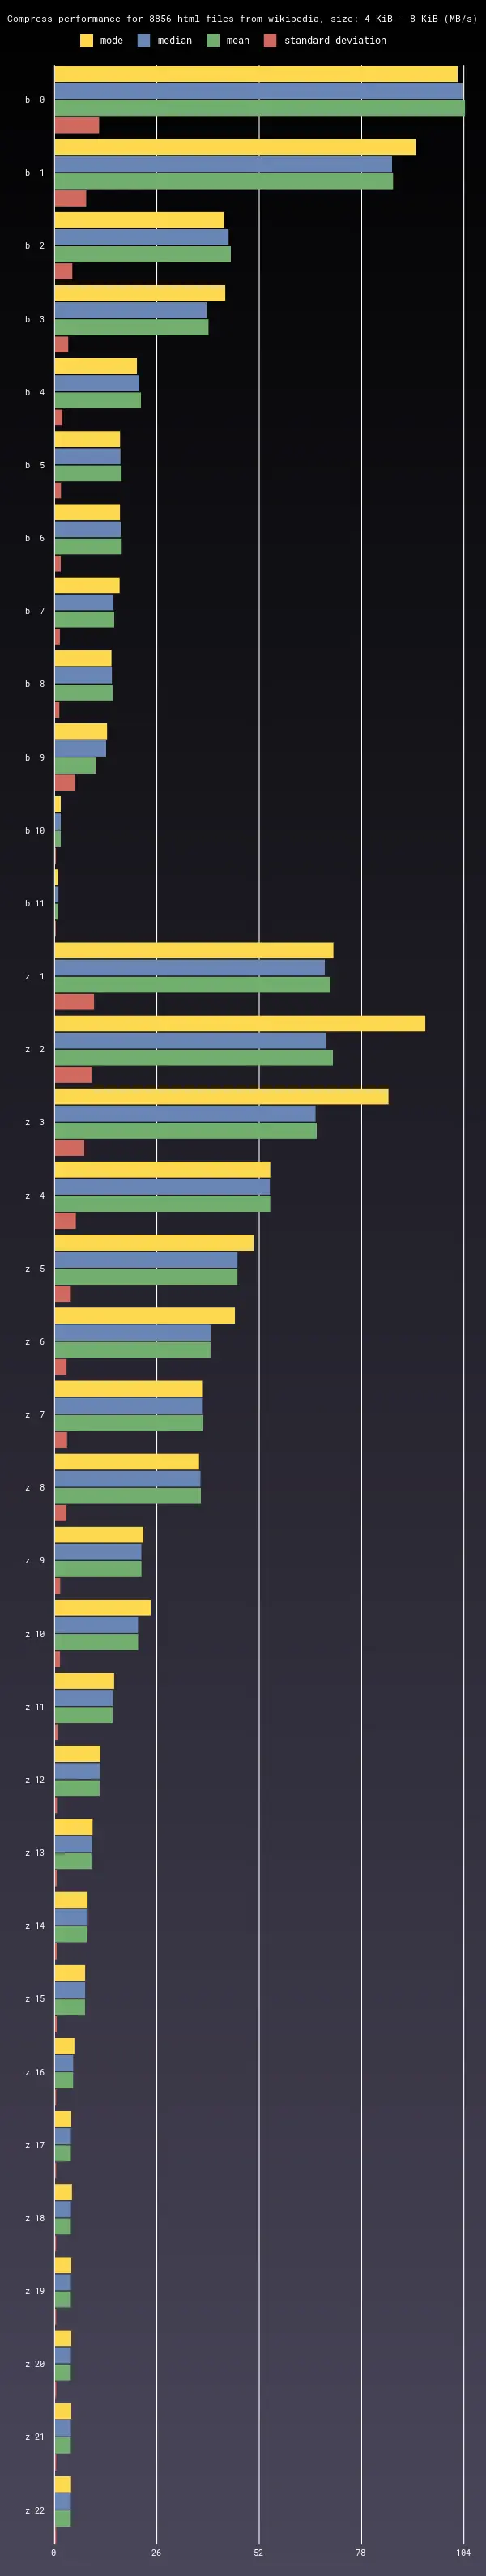 Compress performance for 8856 html files from wikipedia, size: 4 KiB - 8 KiB (MB/s)
mode median mean standard deviation
b 0
b 1
b 2
b 3
b 4
b 5
b 6
b 7
b 8
b 9
b 10
b 11
z 1
z 2
z 3
z 4
z 5
z 6
z 7
z 8
z 9
z 10
z 11
z 12
z 13
z 14
z 15
z 16
z 17
z 18
z 19
z 20
z 21
z 22
0 26 52 78 104